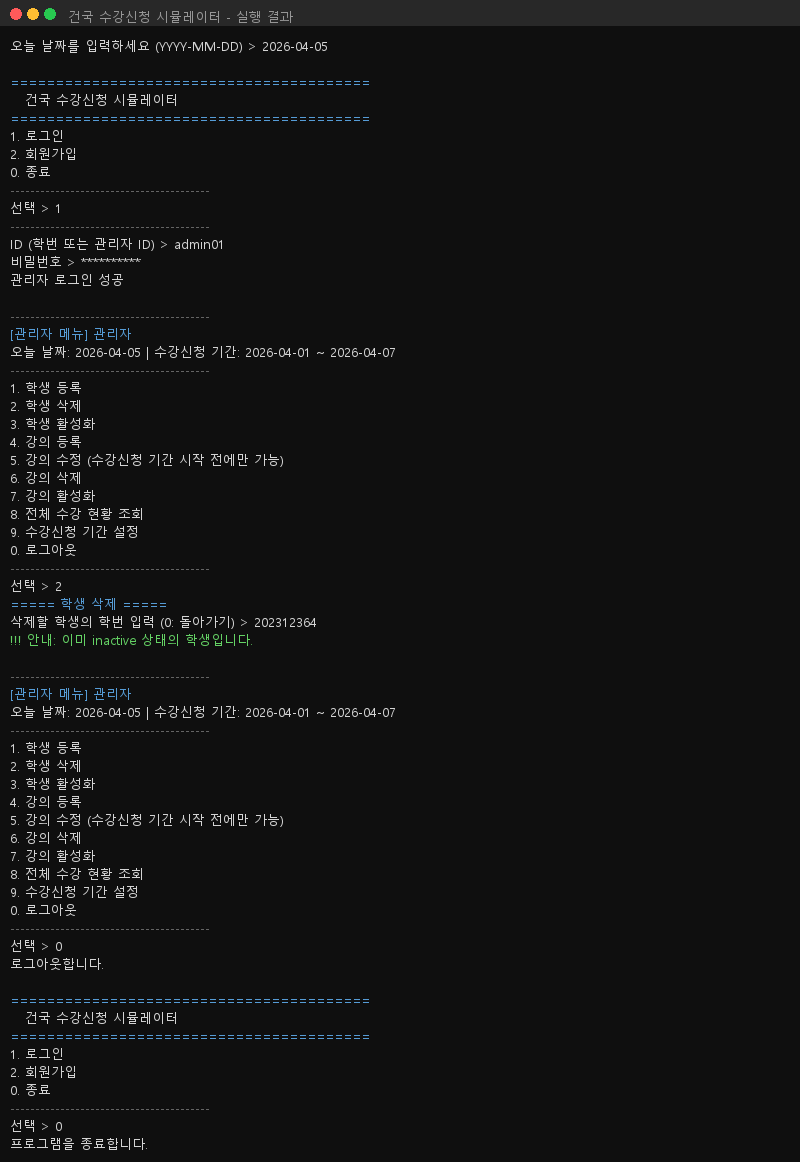 건국 수강신청 시뮬레이터 - 실행 결과
오늘 날짜를 입력하세요 (YYYY-MM-DD) > 2026-04-05
========================================
건국 수강신청 시뮬레이터
========================================
1. 로그인
2. 회원가입
0. 종료
----------------------------------------
선택 > 1
----------------------------------------
ID (학번 또는 관리자 ID) > admin01
비밀번호 > **********
관리자 로그인 성공
----------------------------------------
[관리자 메뉴] 관리자
오늘 날짜: 2026-04-05 | 수강신청 기간: 2026-04-01 ~ 2026-04-07
----------------------------------------
1. 학생 등록
2. 학생 삭제
3. 학생 활성화
4. 강의 등록
5. 강의 수정 (수강신청 기간 시작 전에만 가능)
6. 강의 삭제
7. 강의 활성화
8. 전체 수강 현황 조회
9. 수강신청 기간 설정
0. 로그아웃
----------------------------------------
선택 > 2
===== 학생 삭제 =====
삭제할 학생의 학번 입력 (0: 돌아가기) > 202312364
!!! 안내: 이미 inactive 상태의 학생입니다.
----------------------------------------
[관리자 메뉴] 관리자
오늘 날짜: 2026-04-05 | 수강신청 기간: 2026-04-01 ~ 2026-04-07
----------------------------------------
1. 학생 등록
2. 학생 삭제
3. 학생 활성화
4. 강의 등록
5. 강의 수정 (수강신청 기간 시작 전에만 가능)
6. 강의 삭제
7. 강의 활성화
8. 전체 수강 현황 조회
9. 수강신청 기간 설정
0. 로그아웃
----------------------------------------
선택 > 0
로그아웃합니다.
========================================
건국 수강신청 시뮬레이터
========================================
1. 로그인
2. 회원가입
0. 종료
----------------------------------------
선택 > 0
프로그램을 종료합니다.